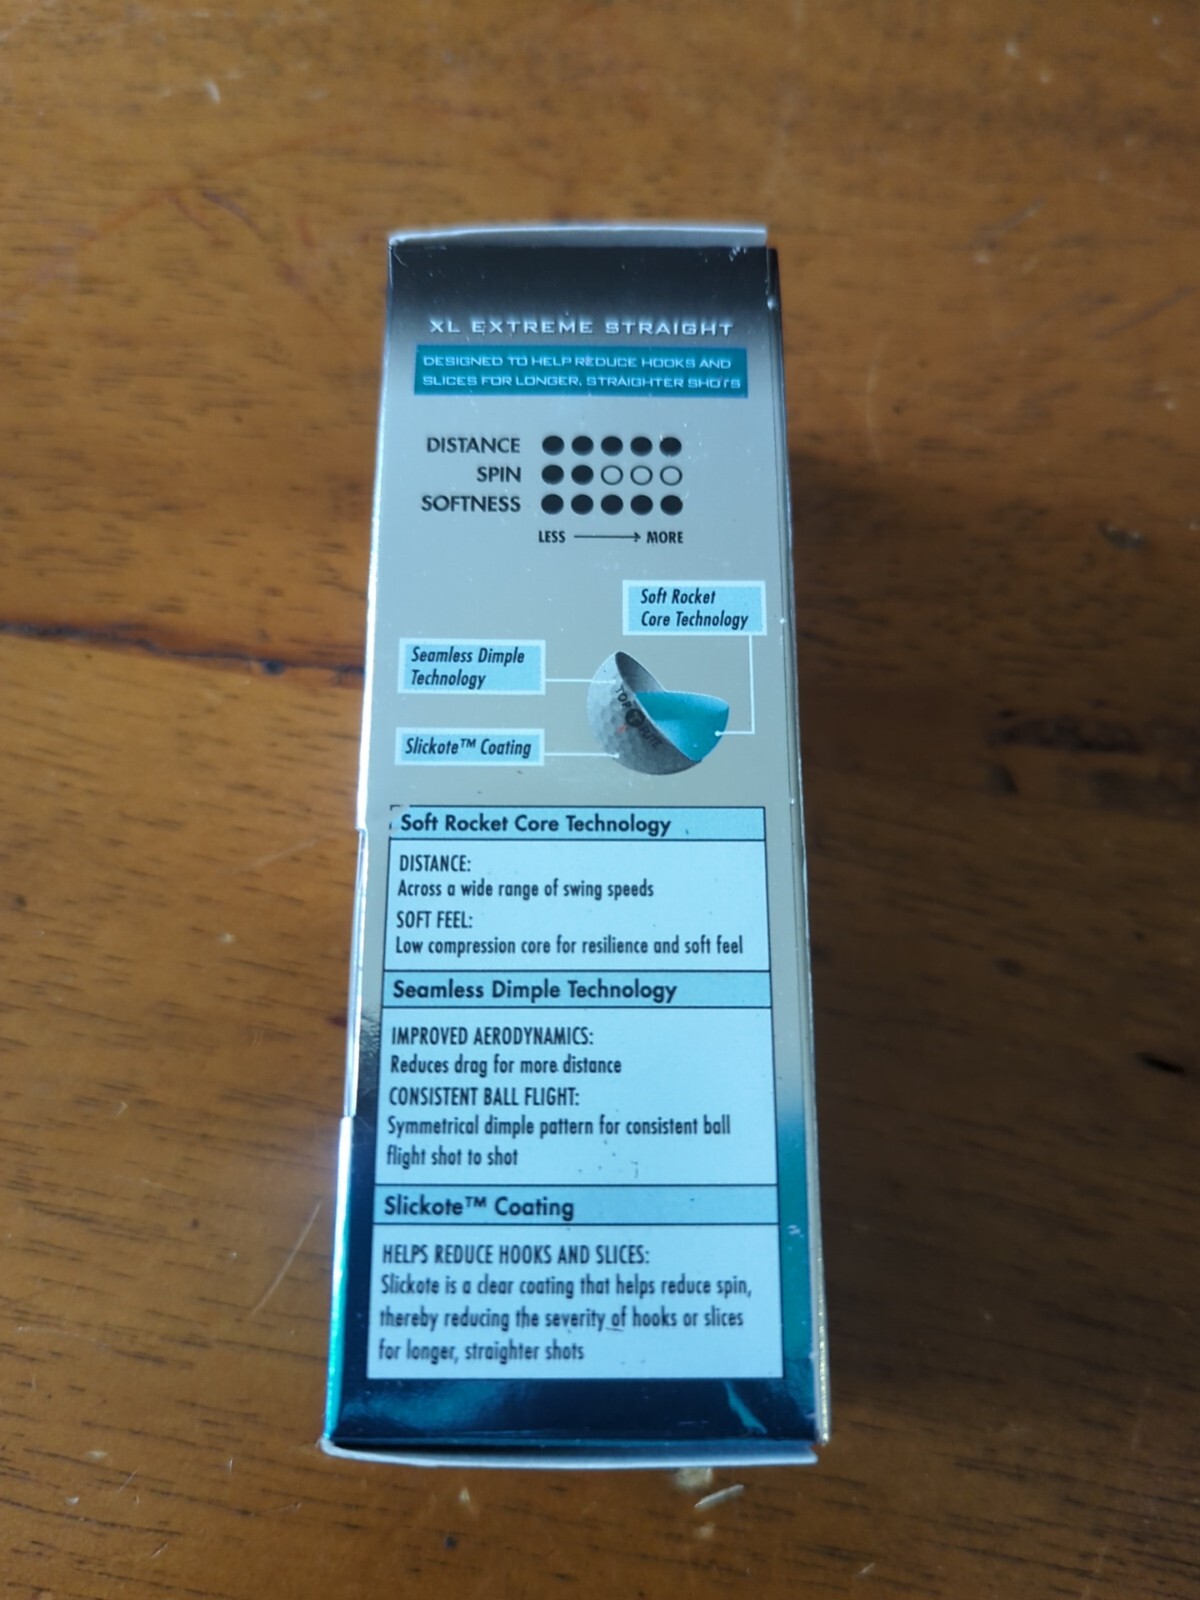 XL EXTREME STRAIGHT
DESIGNED TO HELP REDUCE HOOKS AND
SLICES FOR LONGER, STRAIGHTER SHOTS
DISTANCE
SPIN
SOFTNESS
LESS → MORE
Soft Rocket
Core Technology
Seamless Dimple
Technology
TOP FLITE
Slickote™ Coating
Soft Rocket Core Technology
DISTANCE:
Across a wide range of swing speeds
SOFT FEEL:
Low compression core for resilience and soft feel
Seamless Dimple Technology
IMPROVED AERODYNAMICS:
Reduces drag for more distance
CONSISTENT BALL FLIGHT:
Symmetrical dimple pattern for consistent ball
flight shot to shot
Slickote™ Coating
HELPS REDUCE HOOKS AND SLICES:
Slickote is a clear coating that helps reduce spin,
thereby reducing the severity of hooks or slices
for longer, straighter shots